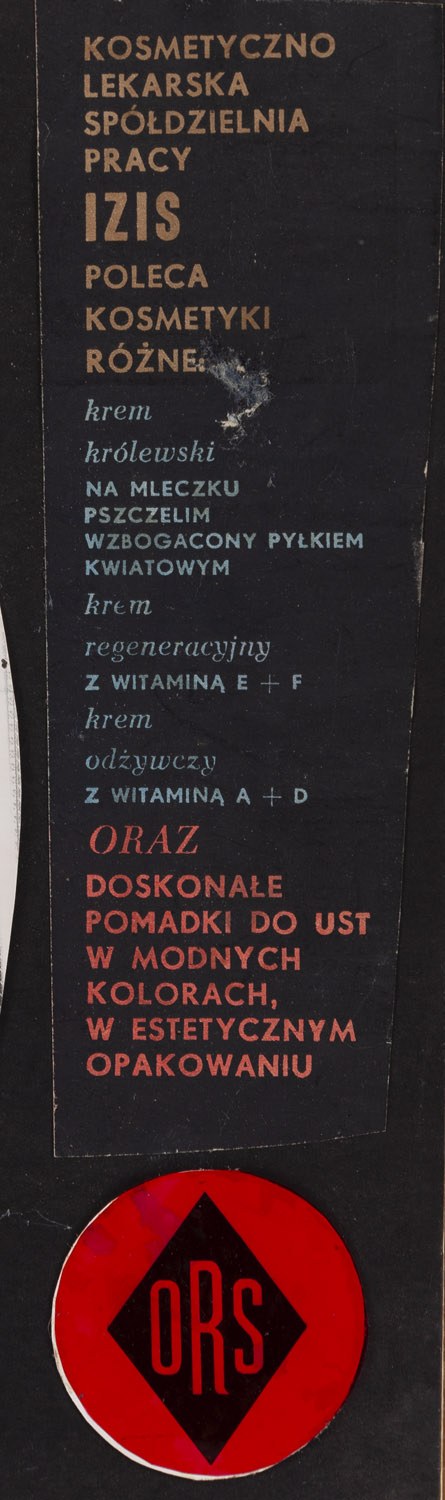 KOSMETYCZNO
LEKARSKA
SPÓŁDZIELNIA
PRACY
IZIS
POLECA
KOSMETYKI
RÓŻNE:
krem
królewski
NA MLECZKU
PSZCZELIM
WZBOGACONY PYŁKIEM
KWIATOWYM
krem
regeneracyjny
Z WITAMINĄ E + F
krem
odżywczy
Z WITAMINĄ A + D
ORAZ
DOSKONAŁE
POMADKI DO UST
W MODNYCH
KOLORACH,
W ESTETYCZNYM
OPAKOWANIU
ORS